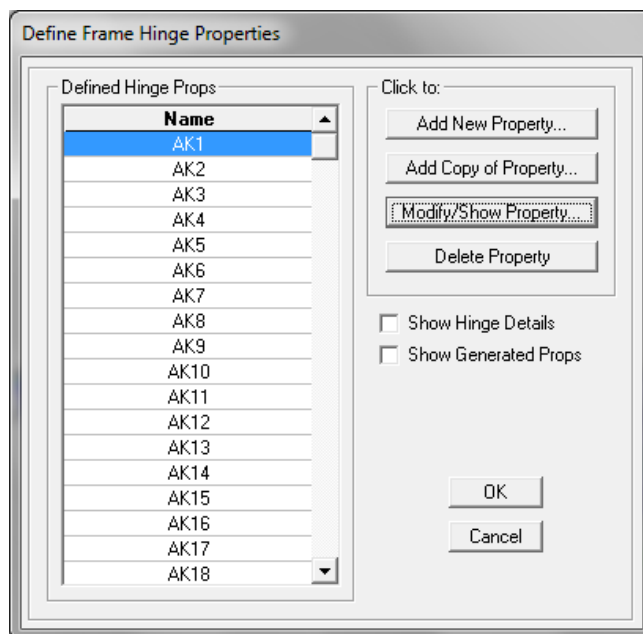 Define Frame Hinge Properties
Defined Hinge Props
Name
AK1
AK2
AK3
AK4
AK5
AK6
AK7
AK8
AK9
AK10
AK11
AK12
AK13
AK14
AK15
AK16
AK17
AK18
Click to:
Add New Property...
Add Copy of Property...
Modify/Show Property...
Delete Property
Show Hinge Details
Show Generated Props
OK
Cancel